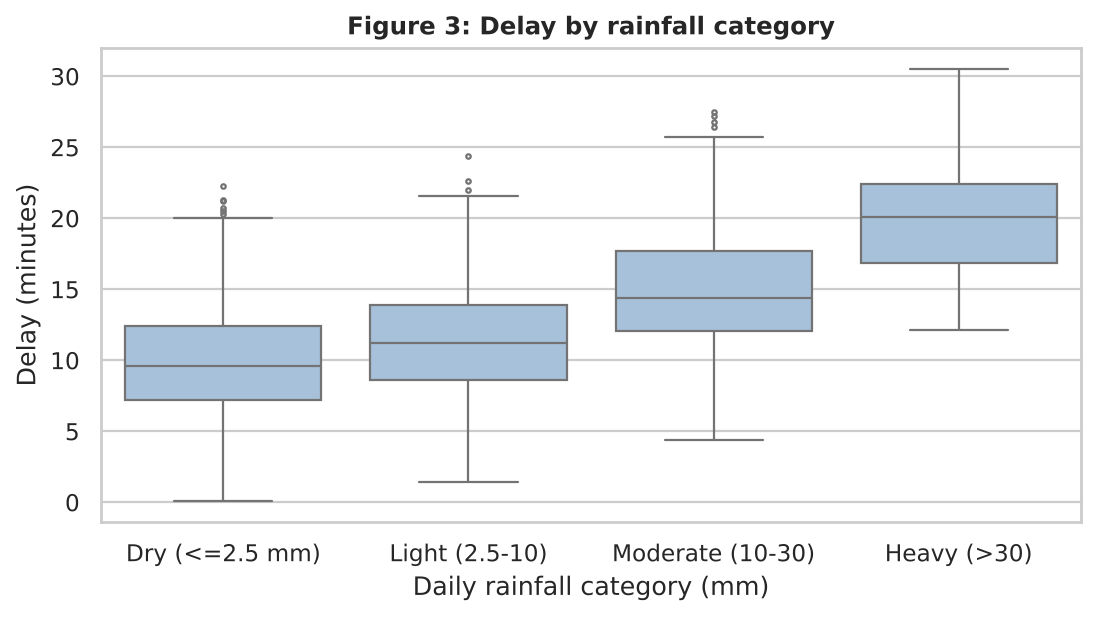 Figure 3: Delay by rainfall category
30
25
20
15
10
5
0
Delay (minutes)
Dry (<=2.5 mm) Light (2.5-10) Moderate (10-30) Heavy (>30)
Daily rainfall category (mm)